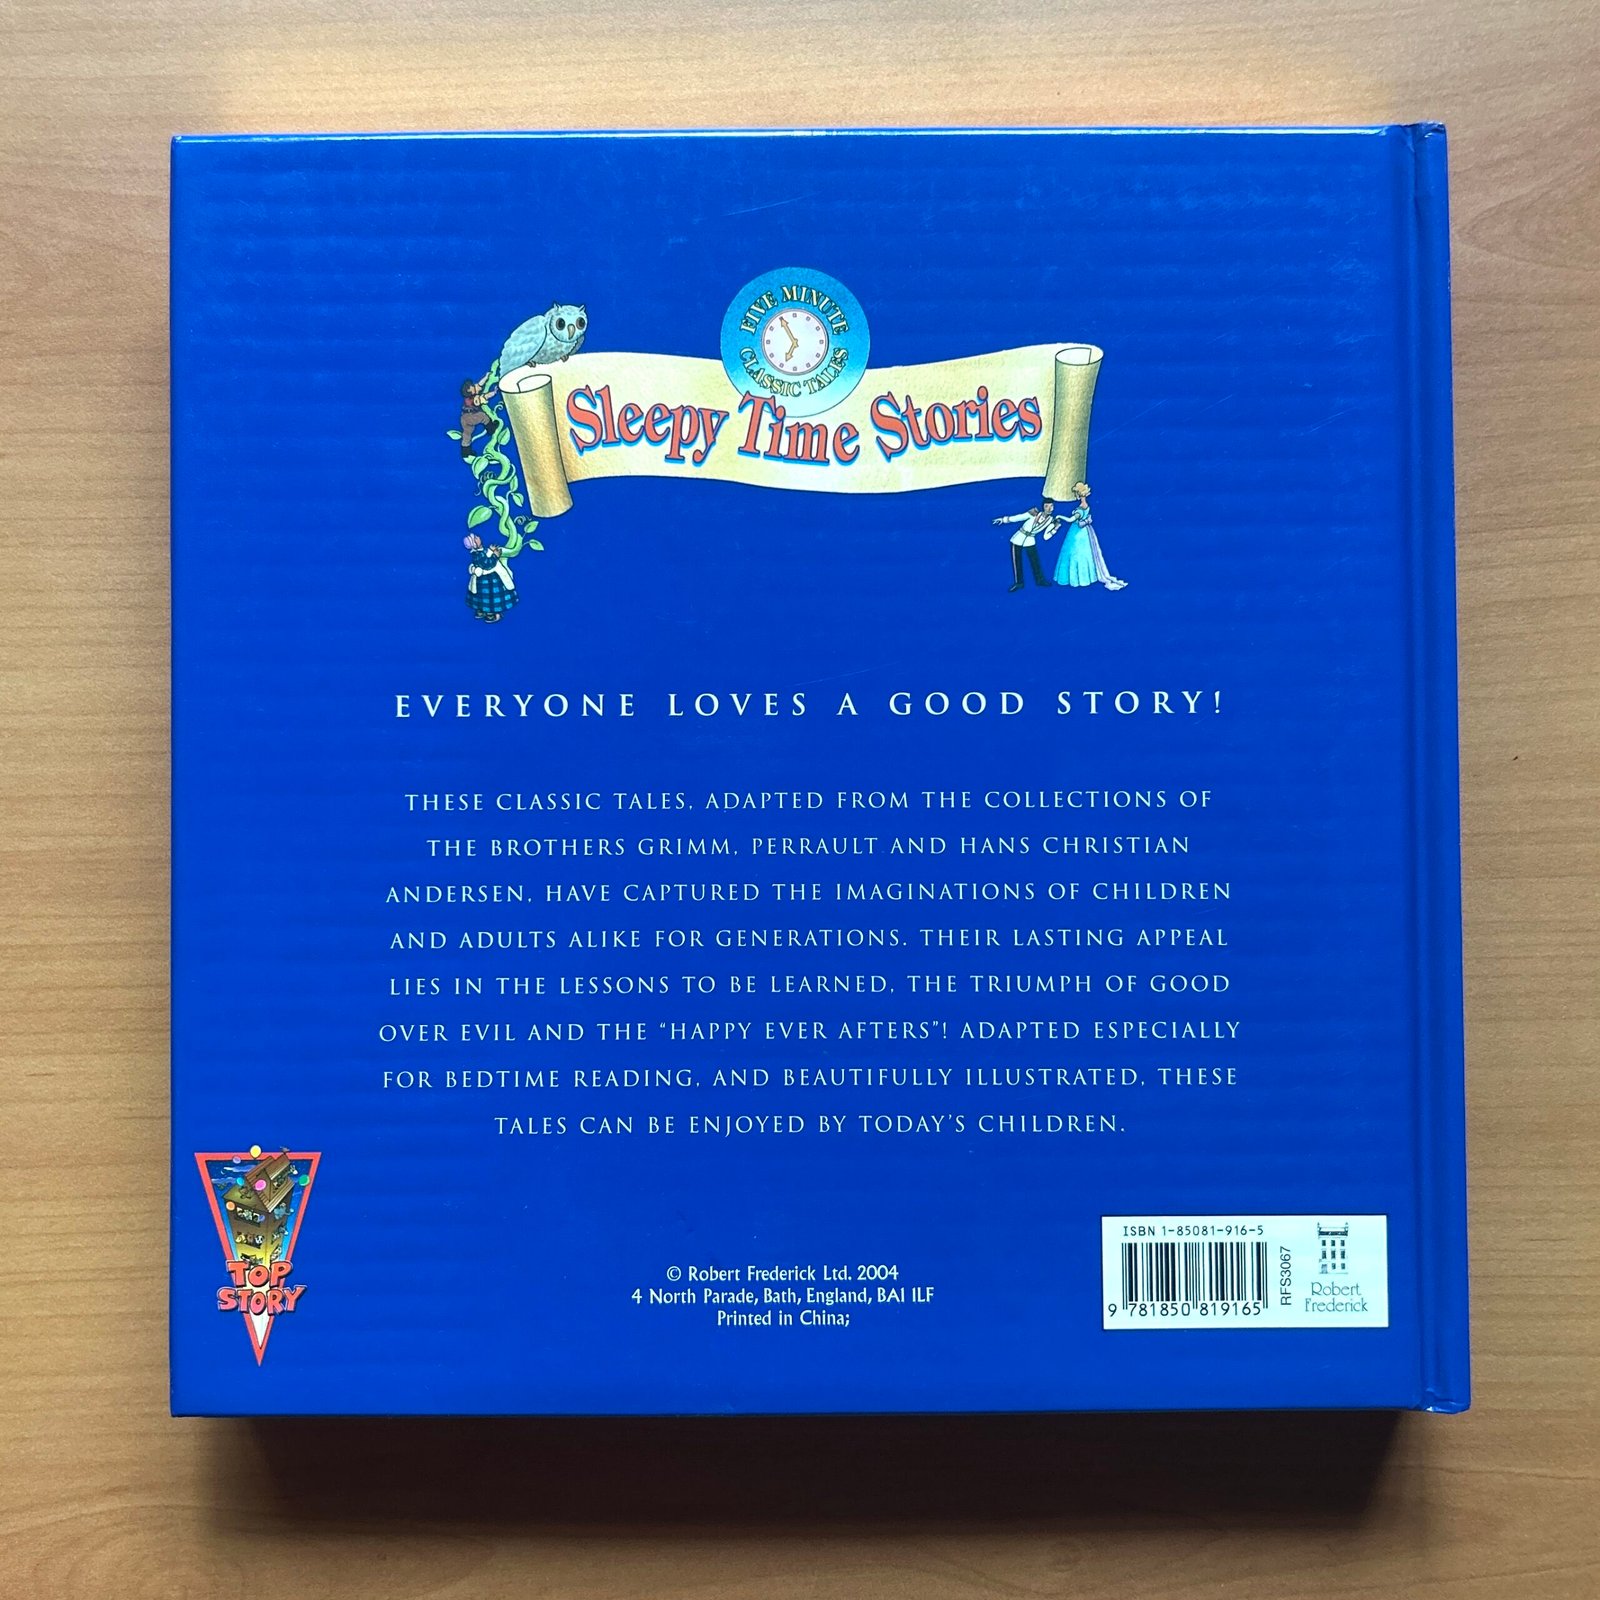 FIVE MINUTE
CLASSIC TALES
Sleepy Time Stories
EVERYONE LOVES A GOOD STORY!
THESE CLASSIC TALES, ADAPTED FROM THE COLLECTIONS OF
THE BROTHERS GRIMM, PERRAULT AND HANS CHRISTIAN
ANDERSEN, HAVE CAPTURED THE IMAGINATIONS OF CHILDREN
AND ADULTS ALIKE FOR GENERATIONS. THEIR LASTING APPEAL
LIES IN THE LESSONS TO BE LEARNED, THE TRIUMPH OF GOOD
OVER EVIL AND THE “HAPPY EVER AFTERS”! ADAPTED ESPECIALLY
FOR BEDTIME READING, AND BEAUTIFULLY ILLUSTRATED, THESE
TALES CAN BE ENJOYED BY TODAY’S CHILDREN.
TOP
STORY
© Robert Frederick Ltd. 2004
4 North Parade, Bath, England, BA1 1LF
Printed in China;
ISBN 1-85081-916-5
9 781850 819165
RFS3067
Robert
Frederick